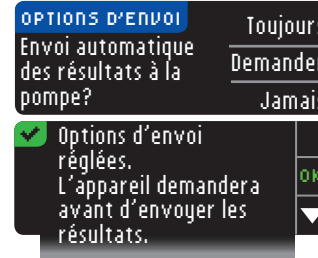 OPTIONS D'ENVOI
Envoi automatique
des résultats à la
pompe?
Toujours
Demander
Jamais
Options d'envoi
réglées.
L'appareil demandera
avant d'envoyer les
résultats.
OK